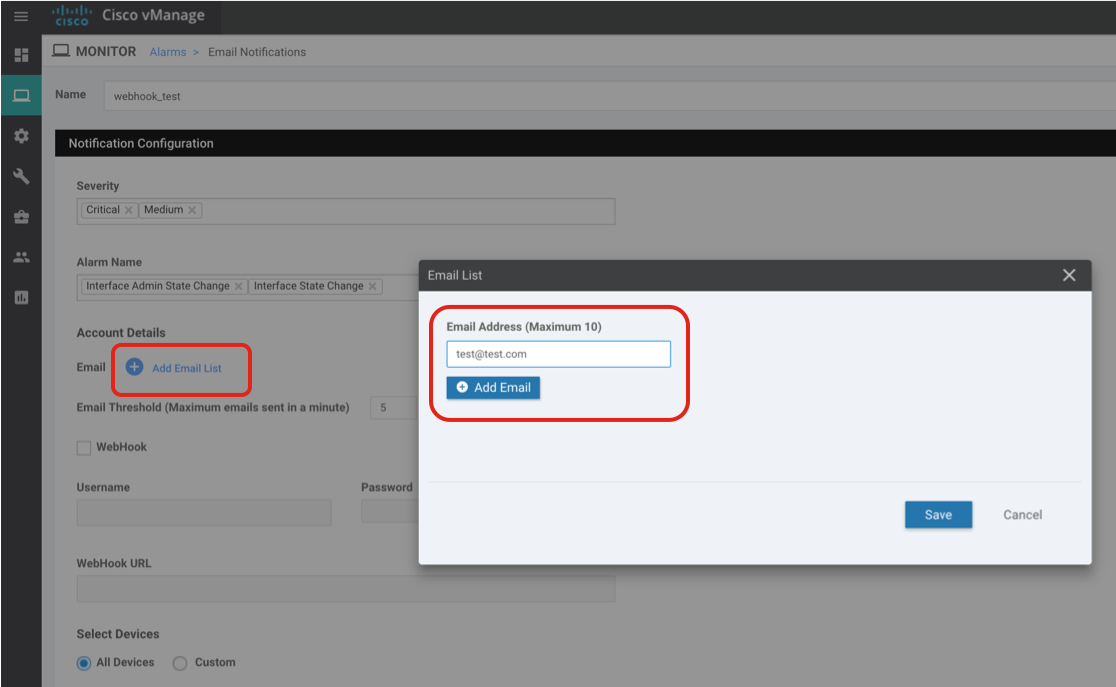 cisco Cisco vManage
MONITOR Alarms > Email Notifications
Name webhook_test
Notification Configuration
Severity
Critical Medium
Alarm Name
Interface Admin State Change Interface State Change
Account Details
Email Add Email List
Email Threshold (Maximum emails sent in a minute) 5
WebHook
Username Password
WebHook URL
Select Devices
All Devices Custom
Email List
Email Address (Maximum 10)
test@test.com
Add Email
Save Cancel